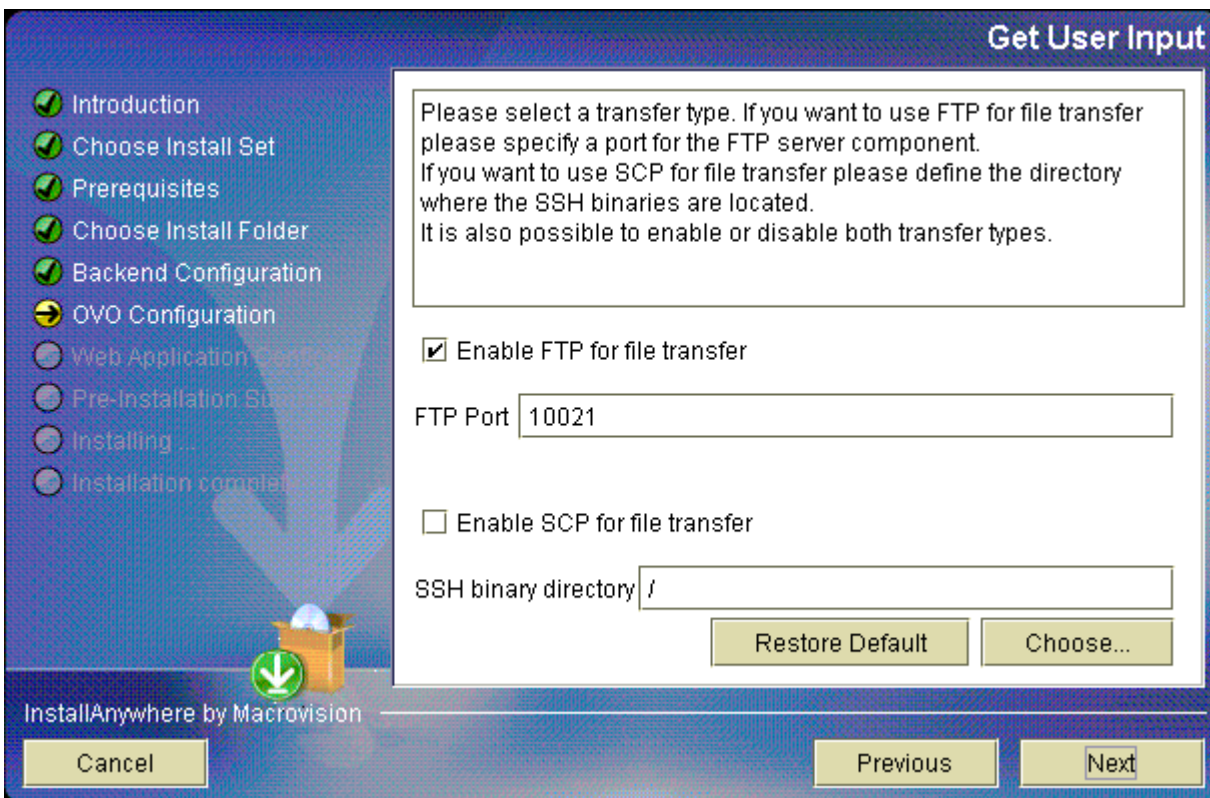 Get User Input
Introduction
Choose Install Set
Prerequisites
Choose Install Folder
Backend Configuration
OVO Configuration
Web Application
Pre-Installation
Installing ...
Installation
Please select a transfer type. If you want to use FTP for file transfer
please specify a port for the FTP server component.
If you want to use SCP for file transfer please define the directory
where the SSH binaries are located.
It is also possible to enable or disable both transfer types.
Enable FTP for file transfer
FTP Port 10021
Enable SCP for file transfer
SSH binary directory /
Restore Default Choose...
InstallAnywhere by Macrovision
Cancel Previous Next